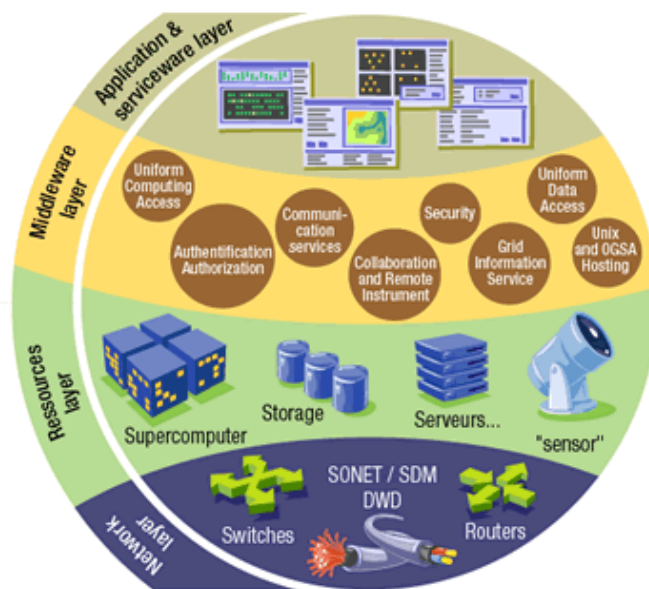 Application &
serviceware layer
Middleware
layer
Uniform
Computing
Access
Authentification
Authorization
Communi-
cation
services
Collaboration
and Remote
Instrument
Security
Grid
Information
Service
Uniform
Data
Access
Unix
and OGSA
Hosting
Ressources
layer
Supercomputer
Storage
Serveurs...
"sensor"
Network
layer
Switches
SONET / SDM
DWD
Routers